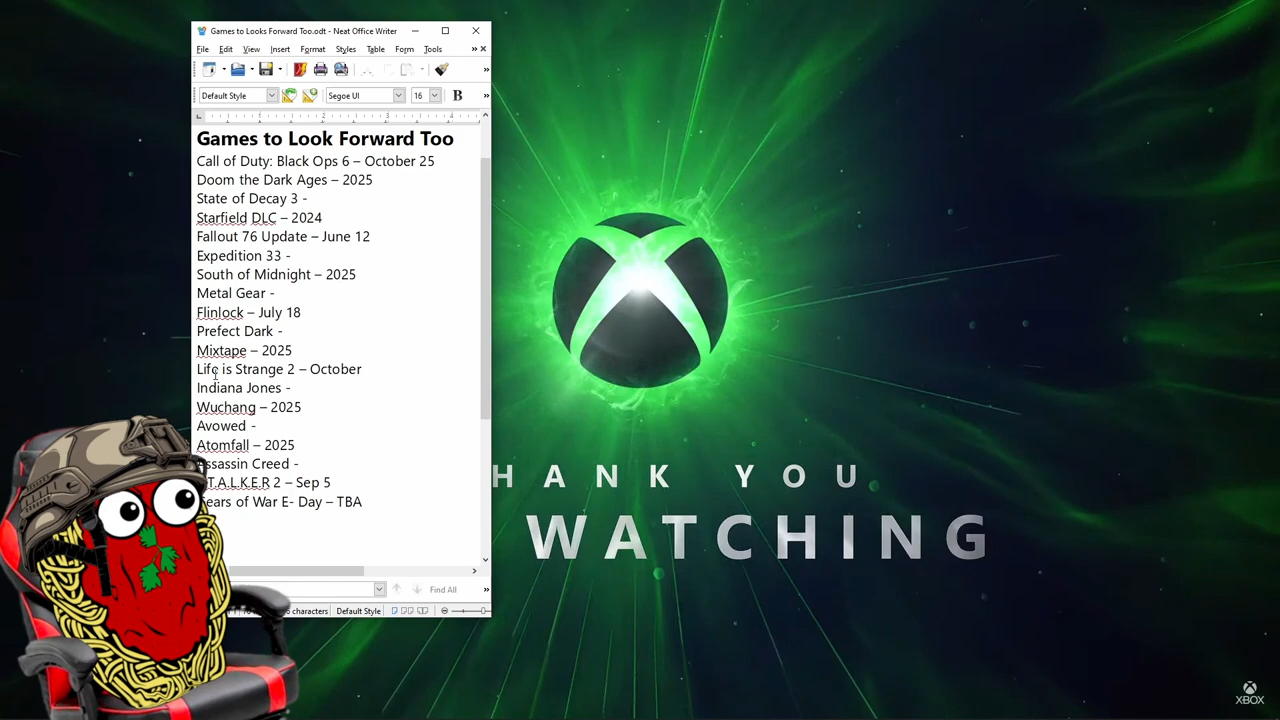 Games to Looks Forward Too.odt - Neat Office Writer
File Edit View Insert Format Styles Table Form Tools
Default Style Segoe UI 16 B
Games to Look Forward Too
Call of Duty: Black Ops 6 – October 25
Doom the Dark Ages – 2025
State of Decay 3 -
Starfield DLC – 2024
Fallout 76 Update – June 12
Expedition 33 -
South of Midnight – 2025
Metal Gear -
Flinlock – July 18
Prefect Dark -
Mixtape – 2025
Life is Strange 2 – October
Indiana Jones -
Wuchang – 2025
Avowed -
Atomfall – 2025
Assassin Creed -
.T.A.L.K.E.R 2 – Sep 5
ears of War E- Day – TBA
Find All
characters Default Style
HANK YOU
WATCHING
XBOX